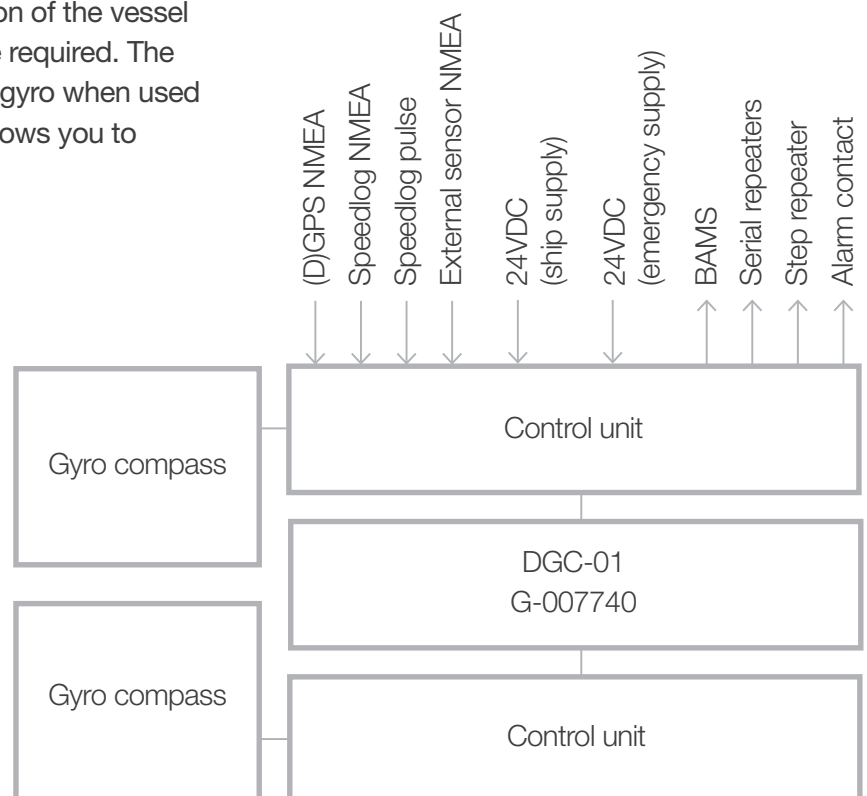 on of the vessel
required. The
gyro when used
ows you to
(D)GPS NMEA
Speedlog NMEA
Speedlog pulse
External sensor NMEA
24VDC
(ship supply)
24VDC
(emergency supply)
BAMS
Serial repeaters
Step repeater
Alarm contact
Control unit
Gyro compass
DGC-01
G-007740
Gyro compass
Control unit